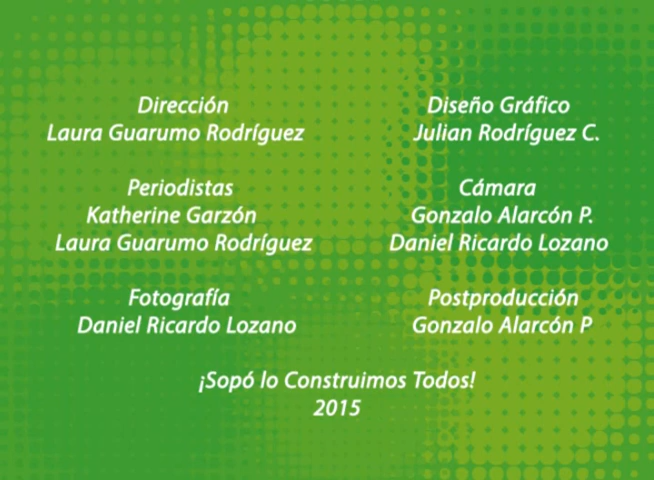 Dirección
Laura Guarumo Rodríguez
Periodistas
Katherine Garzón
Laura Guarumo Rodríguez
Fotografía
Daniel Ricardo Lozano
Diseño Gráfico
Julian Rodríguez C.
Cámara
Gonzalo Alarcón P.
Daniel Ricardo Lozano
Postproducción
Gonzalo Alarcón P
¡Sopó lo Construimos Todos!
2015